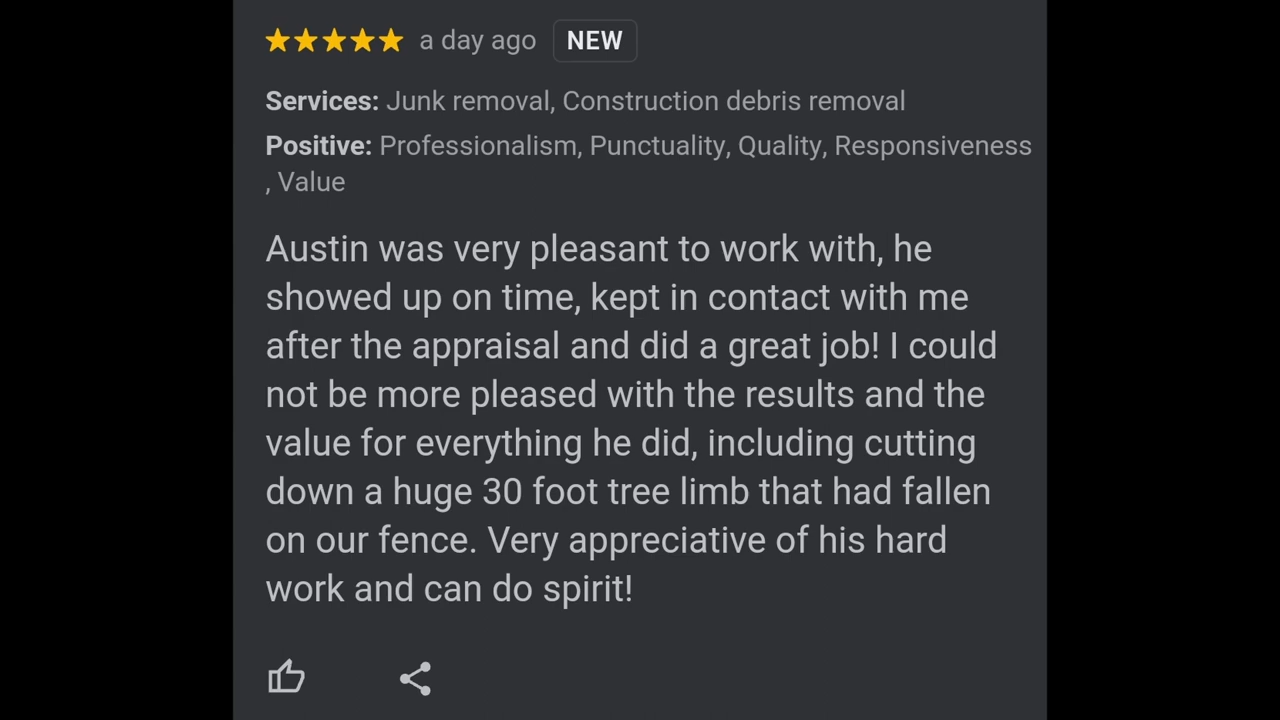 a day ago NEW
Services: Junk removal, Construction debris removal
Positive: Professionalism, Punctuality, Quality, Responsiveness
, Value
Austin was very pleasant to work with, he
showed up on time, kept in contact with me
after the appraisal and did a great job! I could
not be more pleased with the results and the
value for everything he did, including cutting
down a huge 30 foot tree limb that had fallen
on our fence. Very appreciative of his hard
work and can do spirit!